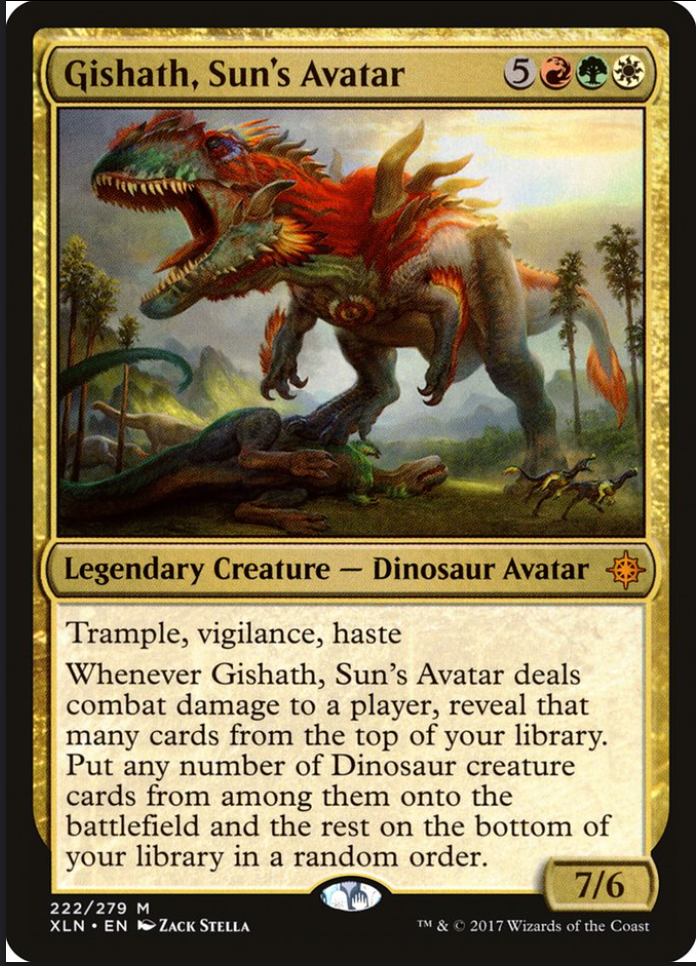 Gishath, Sun's Avatar 5
Legendary Creature — Dinosaur Avatar
Trample, vigilance, haste
Whenever Gishath, Sun's Avatar deals
combat damage to a player, reveal that
many cards from the top of your library.
Put any number of Dinosaur creature
cards from among them onto the
battlefield and the rest on the bottom of
your library in a random order.
7/6
222/279 M
XLN • EN ZACK STELLA
™ & © 2017 Wizards of the Coast